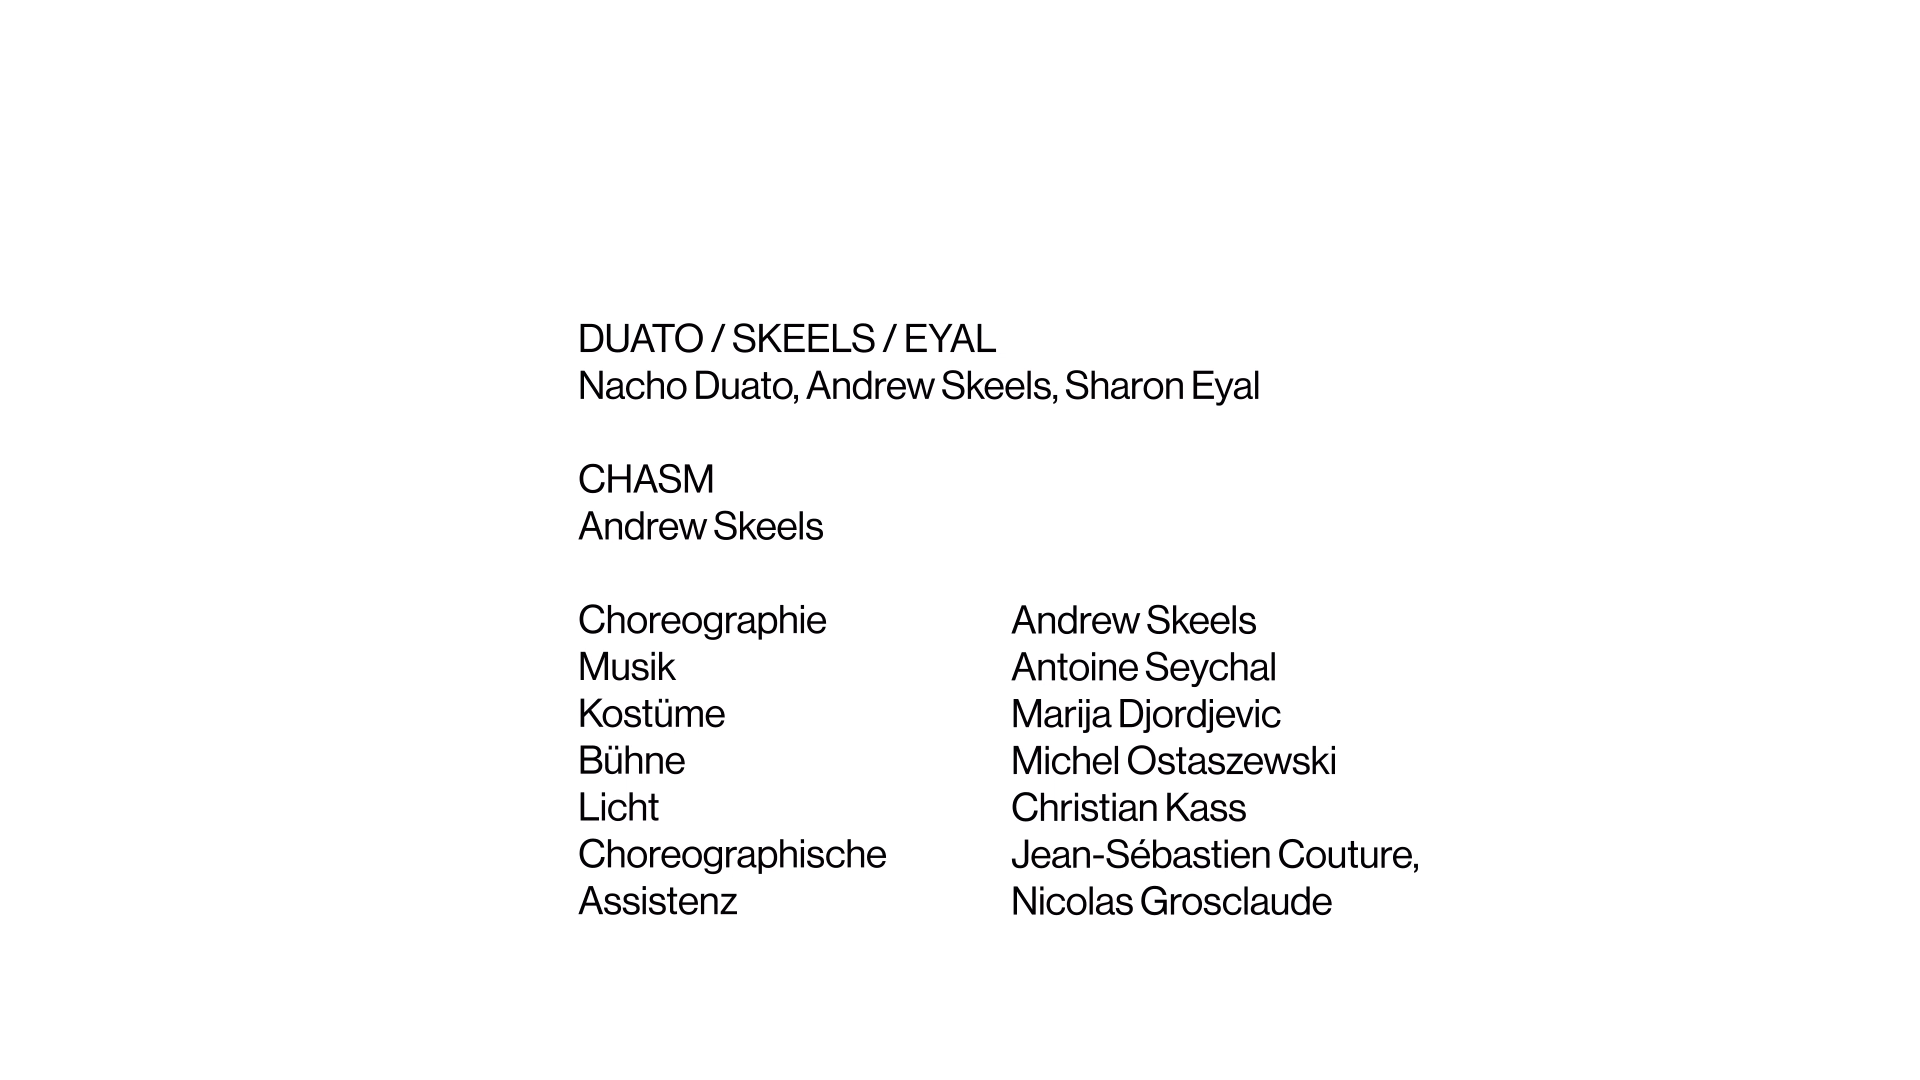 DUATO / SKEELS / EYAL
Nacho Duato, Andrew Skeels, Sharon Eyal
CHASM
Andrew Skeels
Choreographie Andrew Skeels
Musik Antoine Seychal
Kostüme Marija Djordjevic
Bühne Michel Ostaszewski
Licht Christian Kass
Choreographische Jean-Sébastien Couture,
Assistenz Nicolas Grosclaude